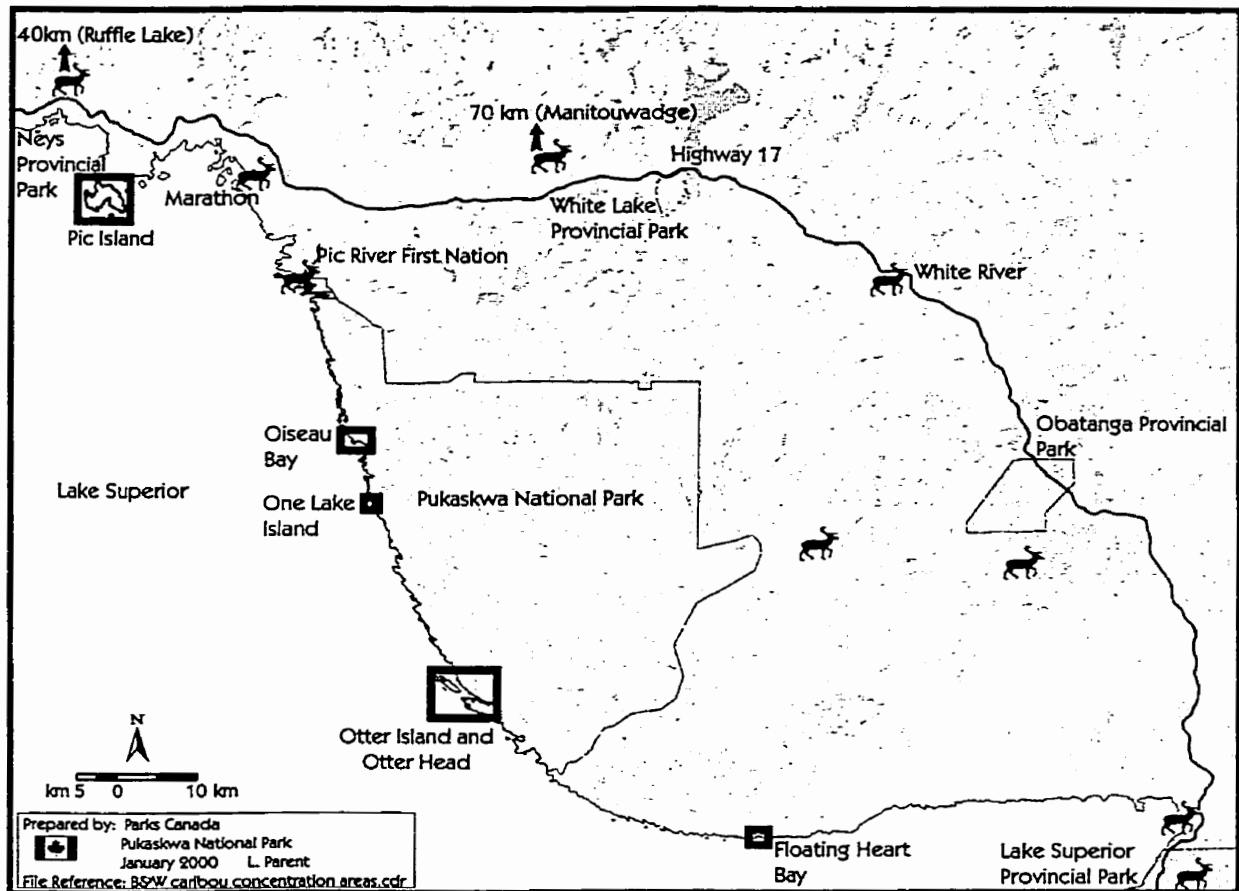 40km (Ruffle Lake)
70 km (Manitouwadge)
Highway 17
Neys
Provincial
Park
Marathon
Pic Island
White Lake
Provincial Park
Pic River First Nation
White River
Obatanga Provincial
Park
Oiseau
Bay
Lake Superior
One Lake
Island
Pukaskwa National Park
Otter Island and
Otter Head
N
km 5 0 10 km
Prepared by: Parks Canada
Pukaskwa National Park
January 2000 L. Parent
File Reference: B&W caribou concentration areas.cdr
Floating Heart
Bay
Lake Superior
Provincial Park